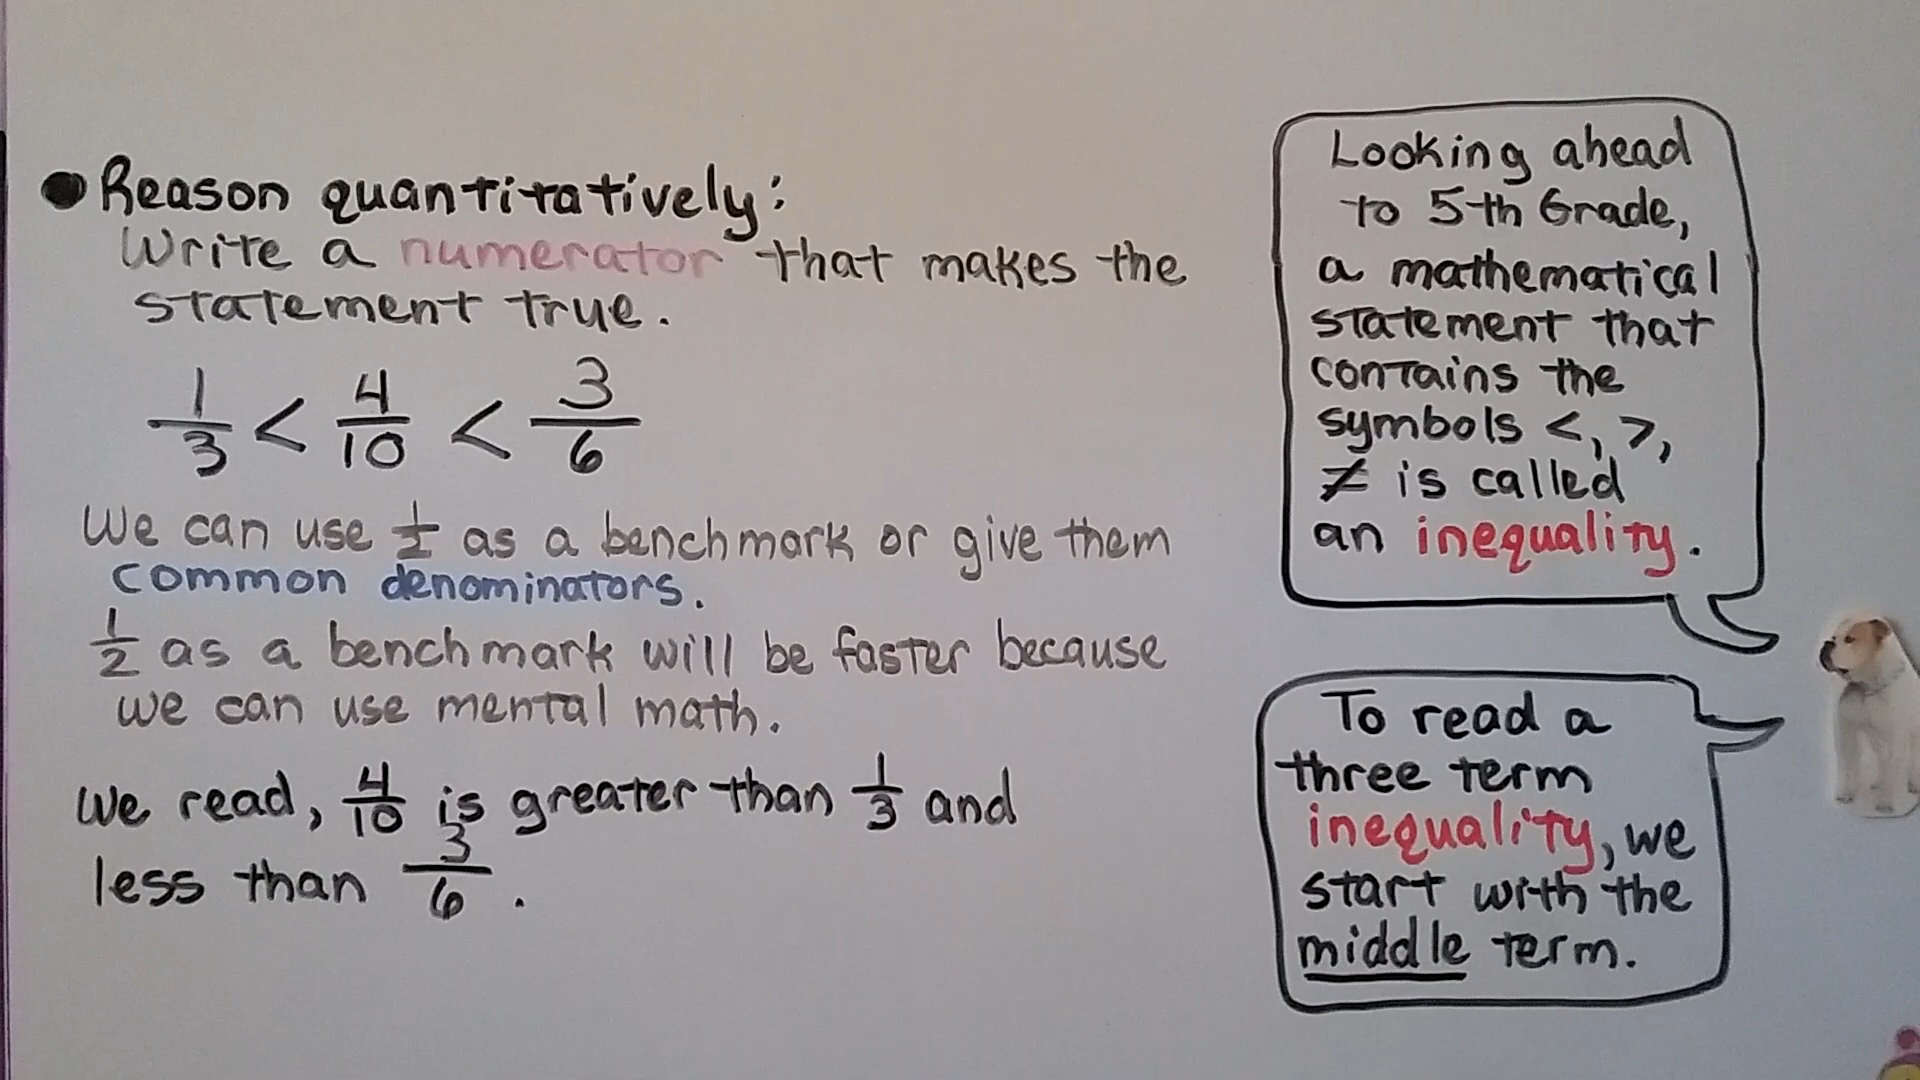 ● Reason quantitatively:
Write a numerator that makes the
statement true.
1/3 < 4/10 < 3/6
We can use 1/2 as a benchmark or give them
common denominators.
1/2 as a benchmark will be faster because
we can use mental math.
We read, 4/10 is greater than 1/3 and
less than 3/6.
Looking ahead
to 5th Grade,
a mathematical
statement that
contains the
symbols <, >,
≠ is called
an inequality.
To read a
three term
inequality, we
start with the
middle term.